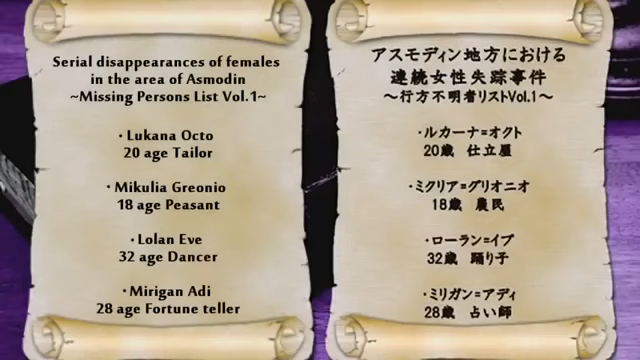 Serial disappearances of females
in the area of Asmodin
~Missing Persons List Vol.1~
・Lukana Octo
20 age Tailor
・Mikulia Greonio
18 age Peasant
・Lolan Eve
32 age Dancer
・Mirigan Adi
28 age Fortune teller
アスモディン地方における
連続女性失踪事件
～行方不明者リストVol.1～
・ルカーナ=オクト
20歳 仕立屋
・ミクリア=グリオニオ
18歳 農民
・ローラン=イブ
32歳 踊り子
・ミリガン=アディ
28歳 占い師